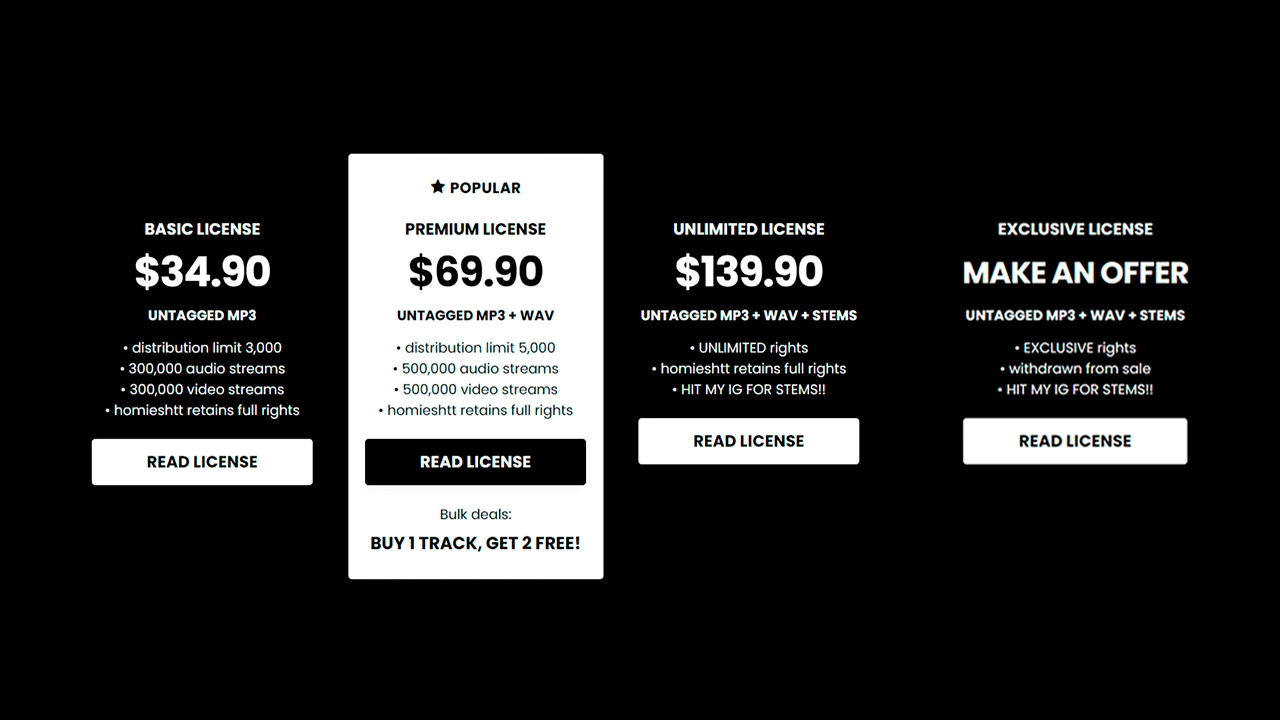 BASIC LICENSE
$34.90
UNTAGGED MP3
• distribution limit 3,000
• 300,000 audio streams
• 300,000 video streams
• homieshtt retains full rights
READ LICENSE
★ POPULAR
PREMIUM LICENSE
$69.90
UNTAGGED MP3 + WAV
• distribution limit 5,000
• 500,000 audio streams
• 500,000 video streams
• homieshtt retains full rights
READ LICENSE
Bulk deals:
BUY 1 TRACK, GET 2 FREE!
UNLIMITED LICENSE
$139.90
UNTAGGED MP3 + WAV + STEMS
• UNLIMITED rights
• homieshtt retains full rights
• HIT MY IG FOR STEMS!!
READ LICENSE
EXCLUSIVE LICENSE
MAKE AN OFFER
UNTAGGED MP3 + WAV + STEMS
• EXCLUSIVE rights
• withdrawn from sale
• HIT MY IG FOR STEMS!!
READ LICENSE